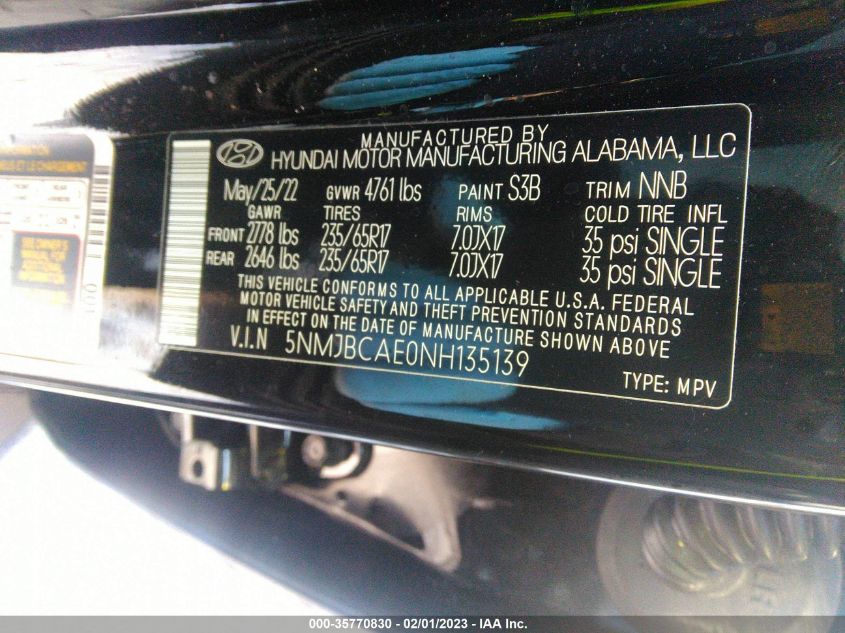 MANUFACTURED BY
HYUNDAI MOTOR MANUFACTURING ALABAMA, LLC
May/25/22 GVWR 4761 lbs PAINT S3B TRIM NNB
GAWR TIRES RIMS COLD TIRE INFL
FRONT 2778 lbs 235/65R17 7.0JX17 35 psi SINGLE
REAR 2646 lbs 235/65R17 7.0JX17 35 psi SINGLE
THIS VEHICLE CONFORMS TO ALL APPLICABLE U.S.A. FEDERAL
MOTOR VEHICLE SAFETY AND THEFT PREVENTION STANDARDS
IN EFFECT ON THE DATE OF MANUFACTURE SHOWN ABOVE
V.I.N 5NMJBCAE0NH135139
TYPE: MPV
000-35770830 - 02/01/2023 - IAA Inc.